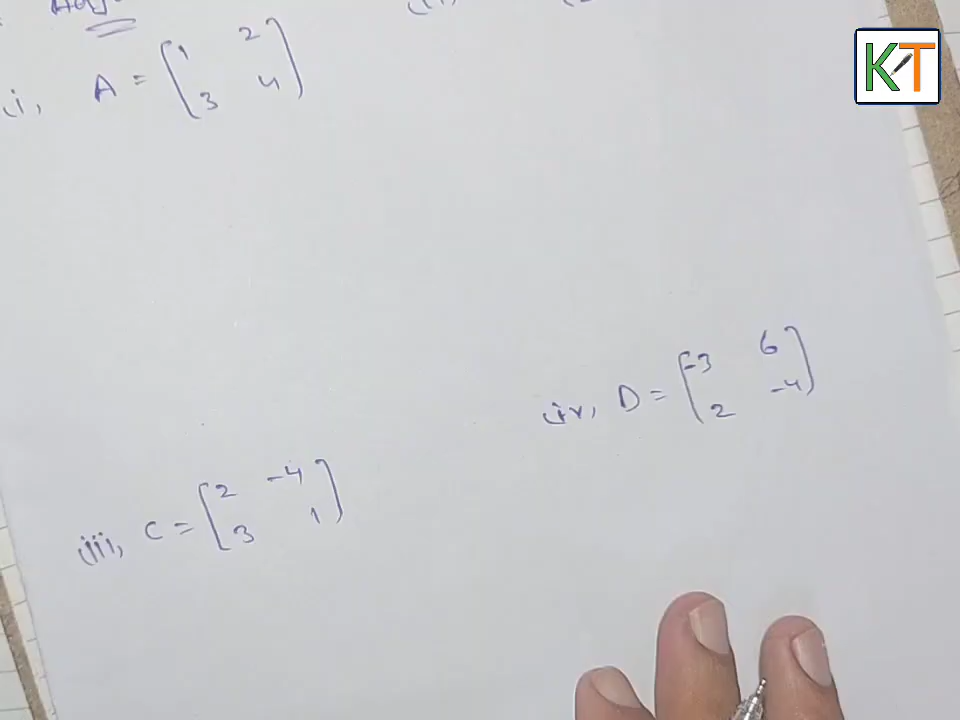 (i, A = [1 2
3 4]
(iii, C = [2 -4
3 1]
(iv, D = [-3 6
2 -4]
KT